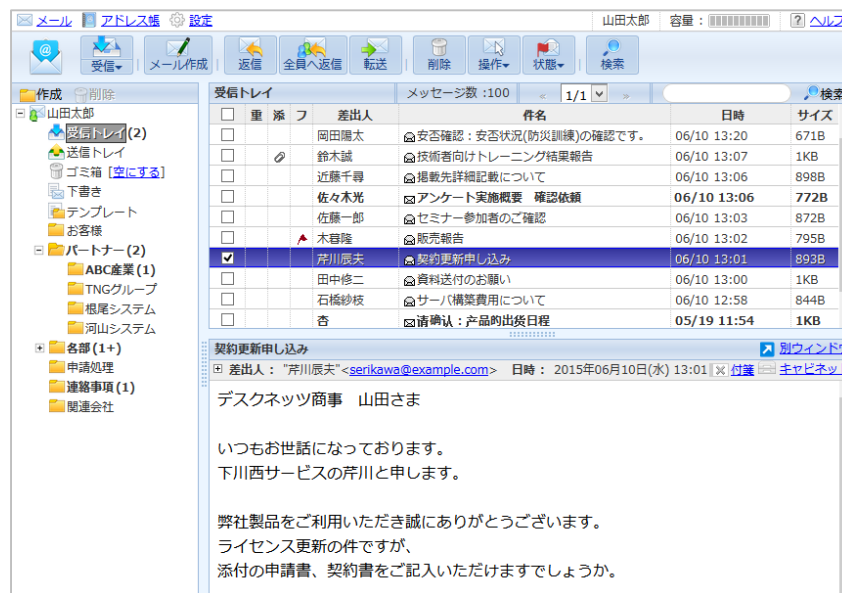 メール アドレス帳 設定 山田太郎 容量： ? ヘルプ
受信 メール作成 返信 全員へ返信 転送 削除 操作 状態 検索
作成 削除
山田太郎
受信トレイ(2)
送信トレイ
ゴミ箱 [空にする]
下書き
テンプレート
お客様
パートナー(2)
ABC産業(1)
TNGグループ
根尾システム
河山システム
各部(1+)
申請処理
連絡事項(1)
関連会社
受信トレイ メッセージ数 :100 « 1/1 » 検索
重 添 フ 差出人 件名 日時 サイズ
岡田陽太 安否確認：安否状況(防災訓練)の確認です。 06/10 13:20 671B
鈴木誠 技術者向けトレーニング結果報告 06/10 13:07 1KB
近藤千尋 掲載先詳細記載について 06/10 13:06 898B
佐々木光 アンケート実施概要 確認依頼 06/10 13:06 772B
佐藤一郎 セミナー参加者のご確認 06/10 13:03 872B
木暮隆 販売報告 06/10 13:02 795B
芹川辰夫 契約更新申し込み 06/10 13:01 893B
田中修二 資料送付のお願い 06/10 13:00 1KB
石橋紗枝 サーバ構築費用について 06/10 12:58 844B
杏 请确认：产品的出货日程 05/19 11:54 1KB
契約更新申し込み 別ウィンドウ
差出人： "芹川辰夫"<serikawa@example.com> 日時： 2015年06月10日(水) 13:01 付箋 キャビネッ
デスクネッツ商事 山田さま
いつもお世話になっております。
下川西サービスの芹川と申します。
弊社製品をご利用いただき誠にありがとうございます。
ライセンス更新の件ですが、
添付の申請書、契約書をご記入いただけますでしょうか。